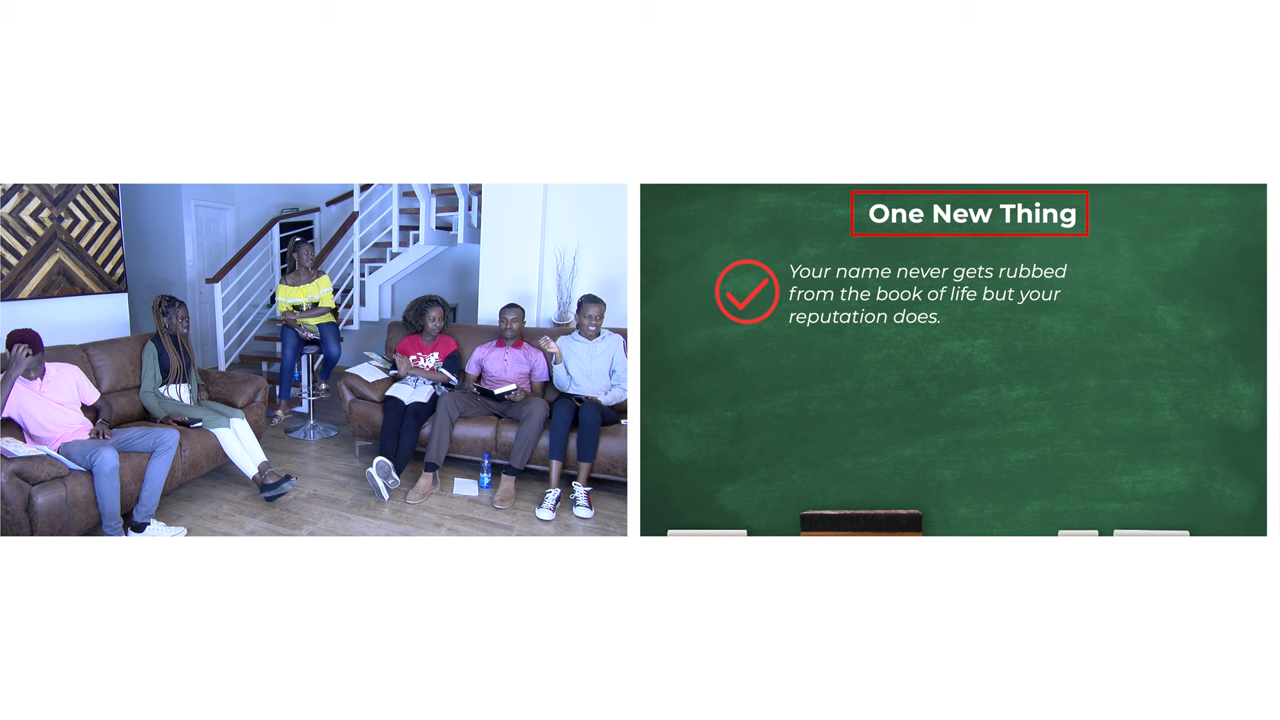 One New Thing
Your name never gets rubbed
from the book of life but your
reputation does.